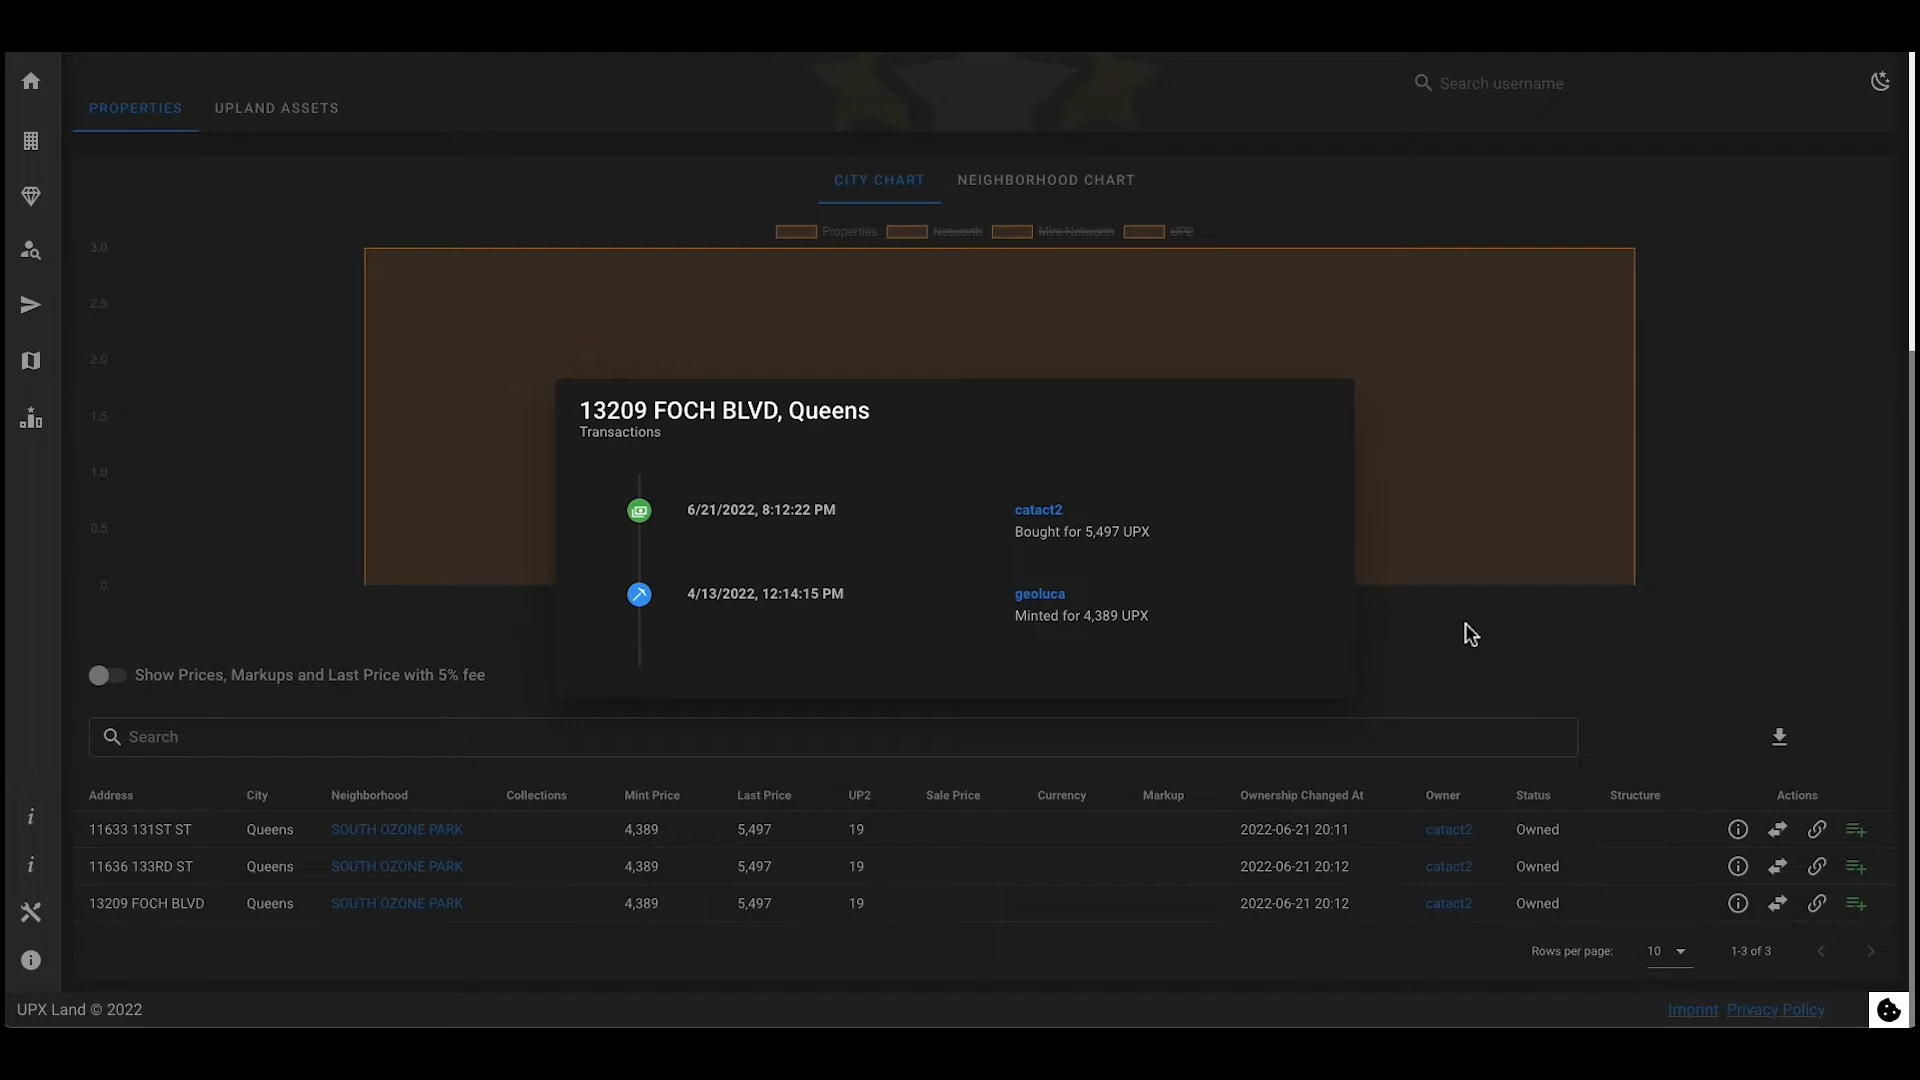 Search username
PROPERTIES UPLAND ASSETS
CITY CHART NEIGHBORHOOD CHART
Properties Networth Mint Networth UP2
3.0
2.5
2.0
1.5
1.0
0.5
0
13209 FOCH BLVD, Queens
Transactions
6/21/2022, 8:12:22 PM catact2
Bought for 5,497 UPX
4/13/2022, 12:14:15 PM geoluca
Minted for 4,389 UPX
Show Prices, Markups and Last Price with 5% fee
Search
Address City Neighborhood Collections Mint Price Last Price UP2 Sale Price Currency Markup Ownership Changed At Owner Status Structure Actions
11633 131ST ST Queens SOUTH OZONE PARK 4,389 5,497 19 2022-06-21 20:11 catact2 Owned
11636 133RD ST Queens SOUTH OZONE PARK 4,389 5,497 19 2022-06-21 20:12 catact2 Owned
13209 FOCH BLVD Queens SOUTH OZONE PARK 4,389 5,497 19 2022-06-21 20:12 catact2 Owned
Rows per page: 10 1-3 of 3
UPX Land © 2022 Imprint Privacy Policy